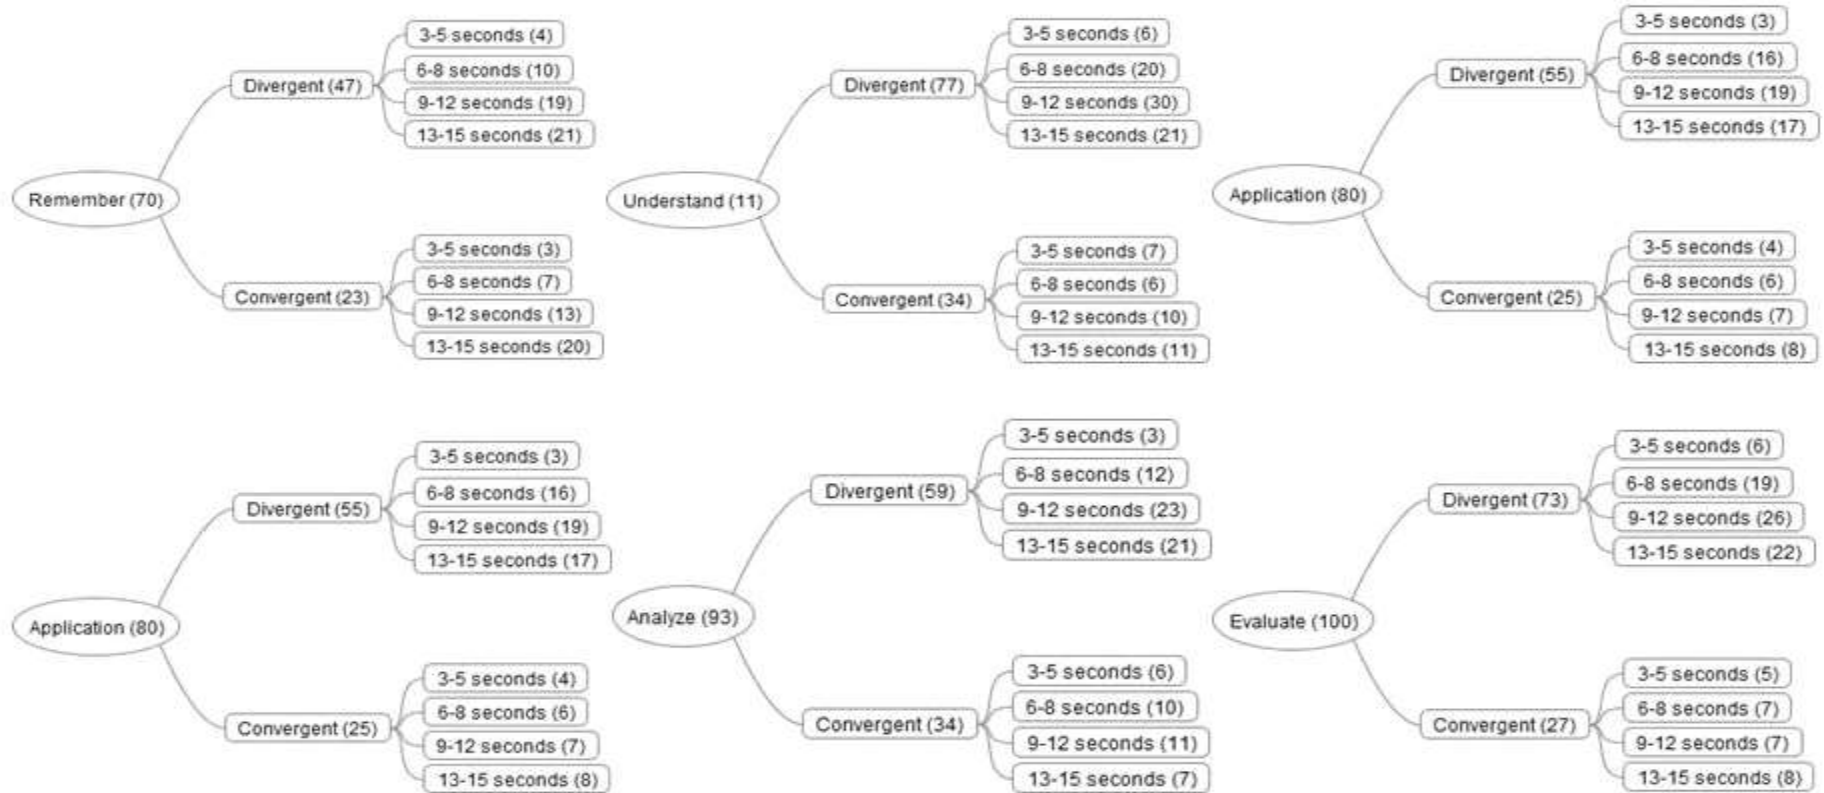 Remember (70)
Divergent (47)
3-5 seconds (4)
6-8 seconds (10)
9-12 seconds (19)
13-15 seconds (21)
Convergent (23)
3-5 seconds (3)
6-8 seconds (7)
9-12 seconds (13)
13-15 seconds (20)
Understand (11)
Divergent (77)
3-5 seconds (6)
6-8 seconds (20)
9-12 seconds (30)
13-15 seconds (21)
Convergent (34)
3-5 seconds (7)
6-8 seconds (6)
9-12 seconds (10)
13-15 seconds (11)
Application (80)
Divergent (55)
3-5 seconds (3)
6-8 seconds (16)
9-12 seconds (19)
13-15 seconds (17)
Convergent (25)
3-5 seconds (4)
6-8 seconds (6)
9-12 seconds (7)
13-15 seconds (8)
Application (80)
Divergent (55)
3-5 seconds (3)
6-8 seconds (16)
9-12 seconds (19)
13-15 seconds (17)
Convergent (25)
3-5 seconds (4)
6-8 seconds (6)
9-12 seconds (7)
13-15 seconds (8)
Analyze (93)
Divergent (59)
3-5 seconds (3)
6-8 seconds (12)
9-12 seconds (23)
13-15 seconds (21)
Convergent (34)
3-5 seconds (6)
6-8 seconds (10)
9-12 seconds (11)
13-15 seconds (7)
Evaluate (100)
Divergent (73)
3-5 seconds (6)
6-8 seconds (19)
9-12 seconds (26)
13-15 seconds (22)
Convergent (27)
3-5 seconds (5)
6-8 seconds (7)
9-12 seconds (7)
13-15 seconds (8)